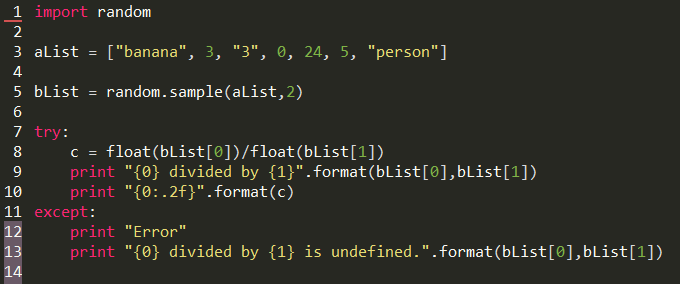 1 import random
2
3 aList = ["banana", 3, "3", 0, 24, 5, "person"]
4
5 bList = random.sample(aList,2)
6
7 try:
8     c = float(bList[0])/float(bList[1])
9     print "{0} divided by {1}".format(bList[0],bList[1])
10     print "{0:.2f}".format(c)
11 except:
12     print "Error"
13     print "{0} divided by {1} is undefined.".format(bList[0],bList[1])
14